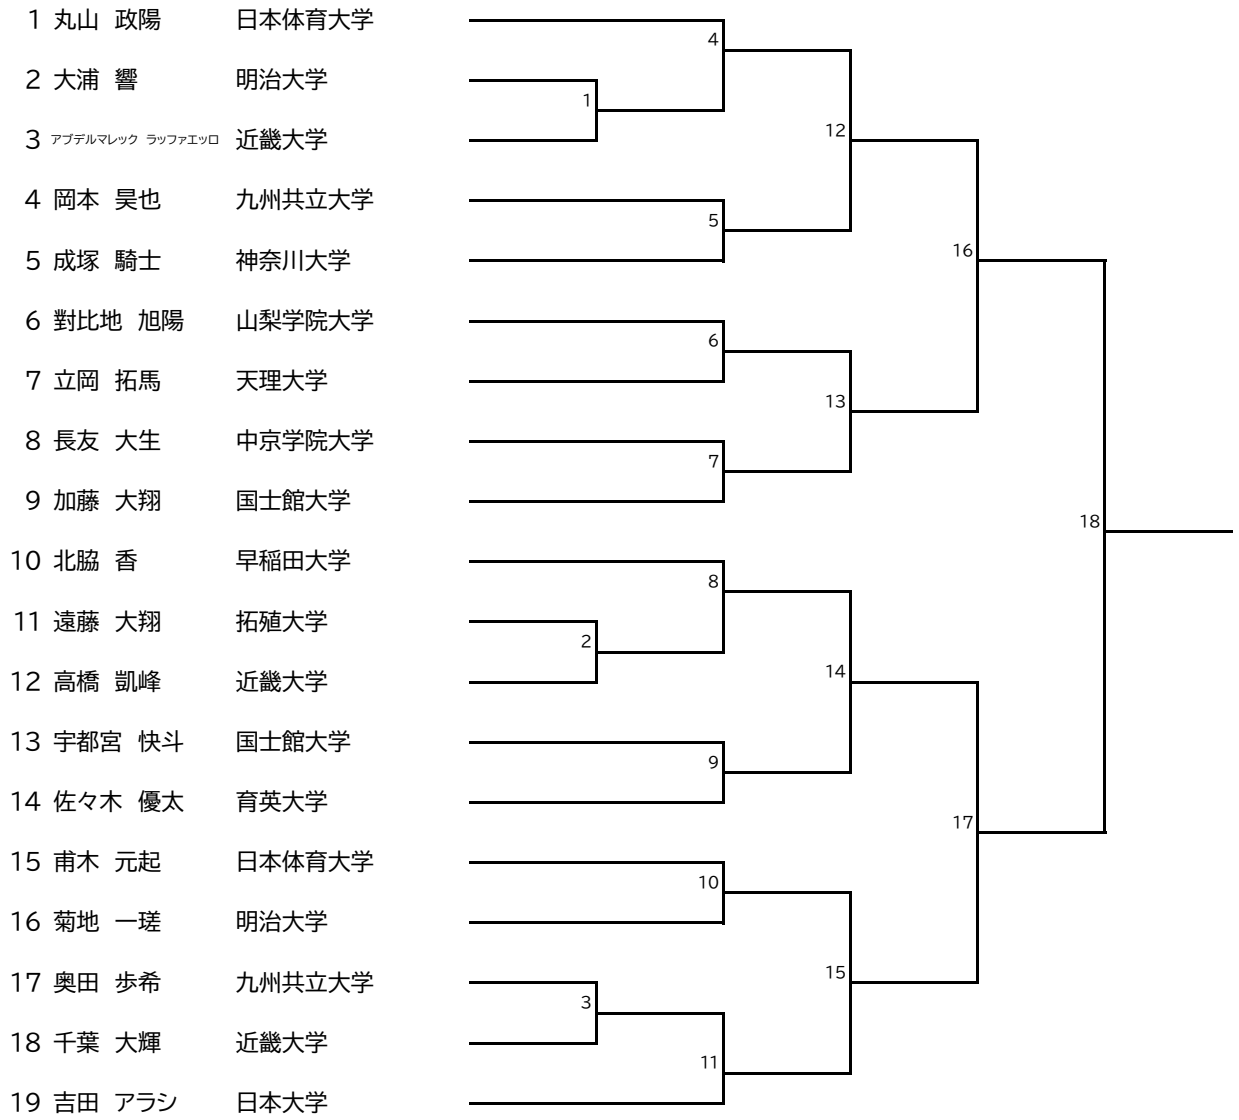 1 丸山 政陽 日本体育大学
4
2 大浦 響 明治大学
1
12
3 アブデルマレック ラッファエッロ 近畿大学
4 岡本 昊也 九州共立大学
5
16
5 成塚 騎士 神奈川大学
6 對比地 旭陽 山梨学院大学
6
7 立岡 拓馬 天理大学
13
8 長友 大生 中京学院大学
7
9 加藤 大翔 国士館大学
18
10 北脇 香 早稲田大学
8
11 遠藤 大翔 拓殖大学
2
14
12 高橋 凱峰 近畿大学
13 宇都宮 快斗 国士館大学
9
14 佐々木 優太 育英大学
17
15 甫木 元起 日本体育大学
10
16 菊地 一瑳 明治大学
15
17 奥田 歩希 九州共立大学
3
18 千葉 大輝 近畿大学
11
19 吉田 アラシ 日本大学